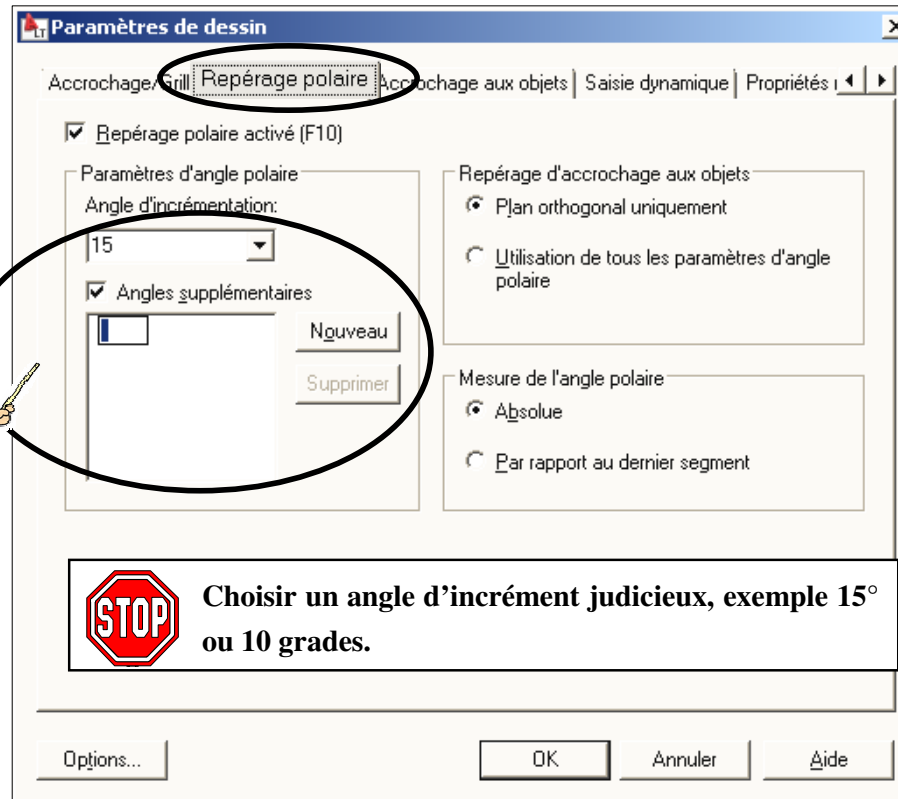 LT Paramètres de dessin
Accrochage/Grill Repérage polaire Accrochage aux objets Saisie dynamique Propriétés
Repérage polaire activé (F10)
Paramètres d'angle polaire
Angle d'incrémentation:
15
Angles supplémentaires
Nouveau
Supprimer
Repérage d'accrochage aux objets
Plan orthogonal uniquement
Utilisation de tous les paramètres d'angle
polaire
Mesure de l'angle polaire
Absolue
Par rapport au dernier segment
STOP
Choisir un angle d’incrément judicieux, exemple 15°
ou 10 grades.
Options...
OK
Annuler
Aide